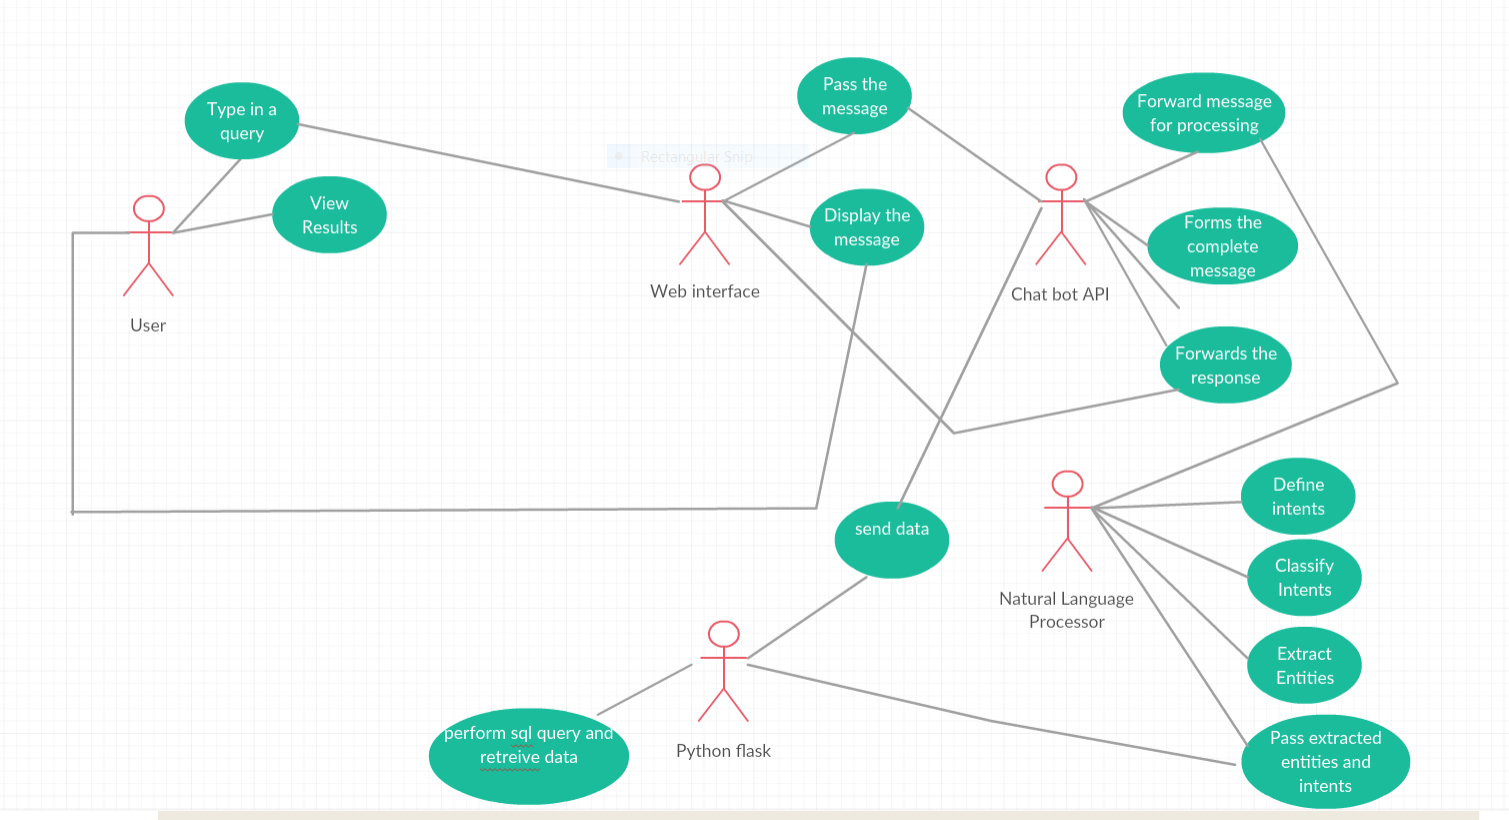 Type in a
query
View
Results
User
Rectangular Snip
Web interface
Pass the
message
Display the
message
Chat bot API
Forward message
for processing
Forms the
complete
message
Forwards the
response
send data
Natural Language
Processor
Define
intents
Classify
Intents
Extract
Entities
Pass extracted
entities and
intents
Python flask
perform sql query and
retreive data